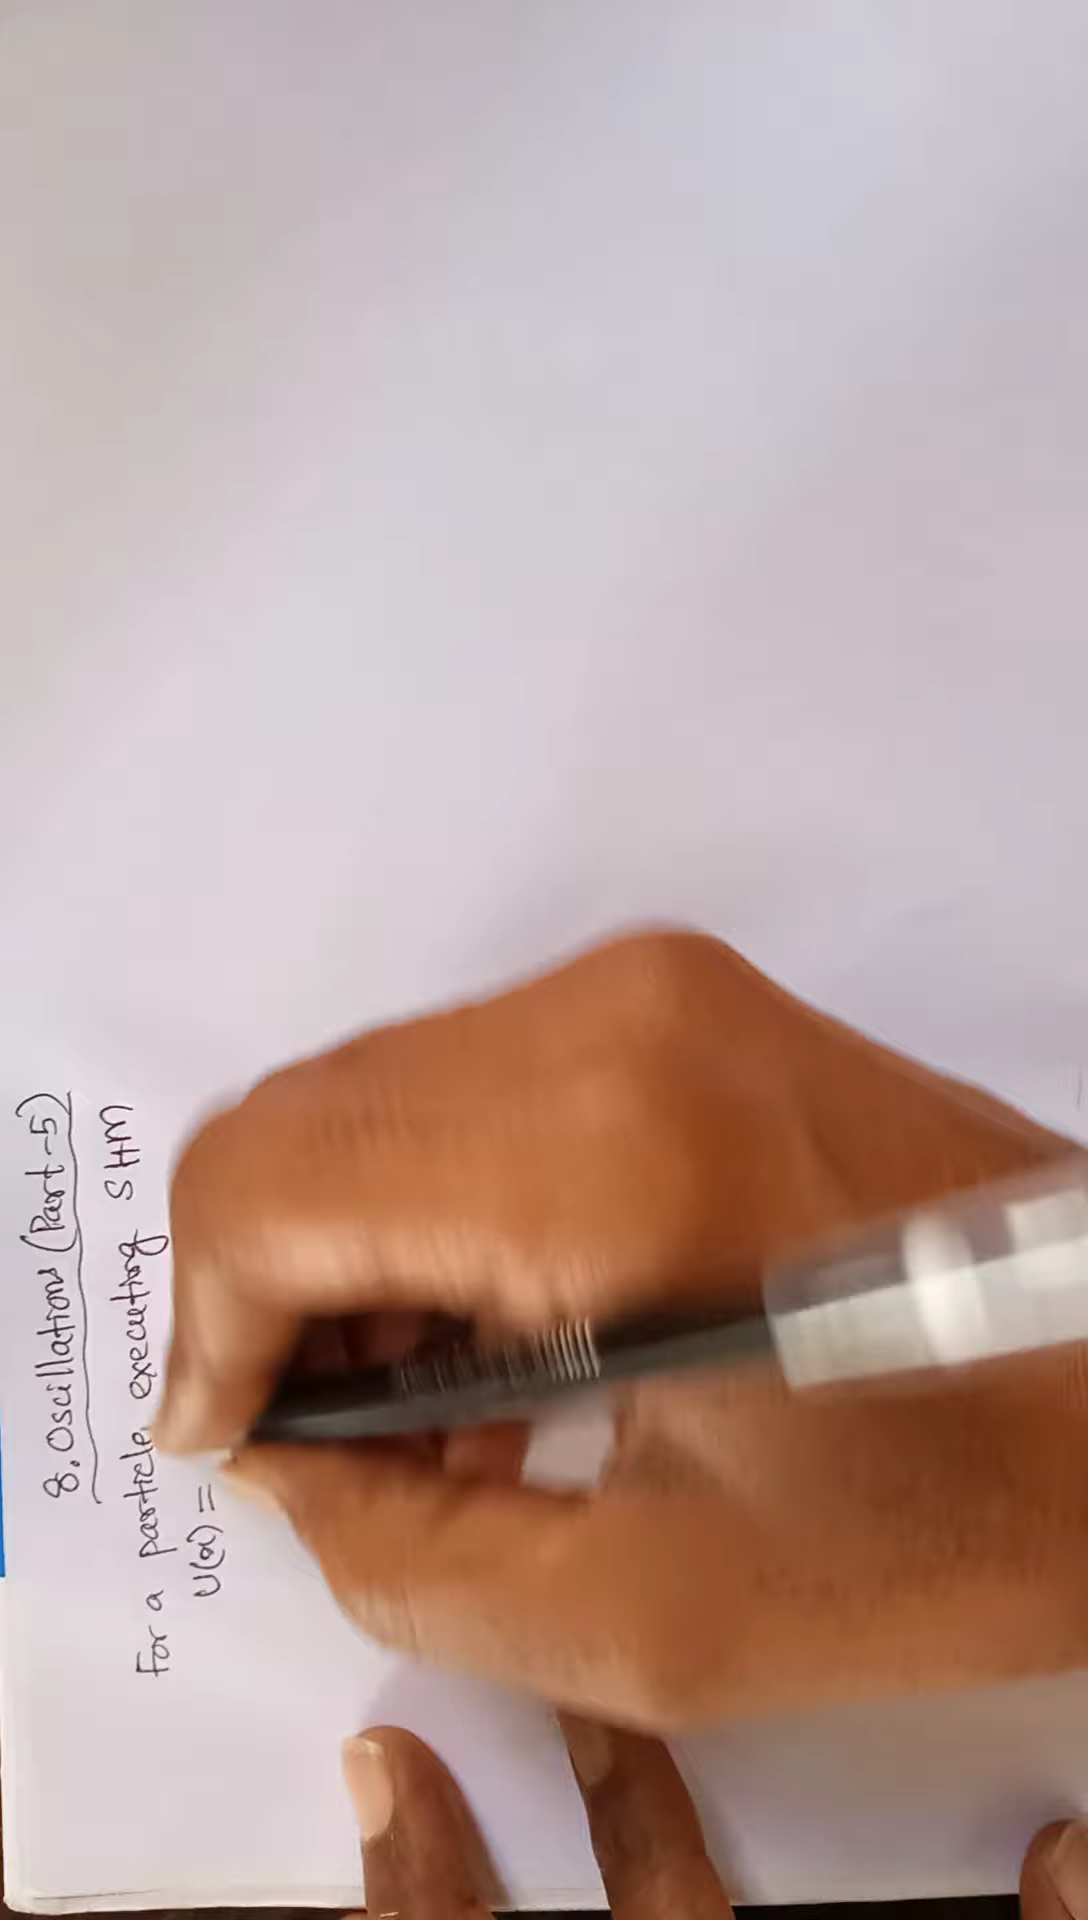 8. Oscillations (Part-5)
For a particle executing SHM
U(x) =